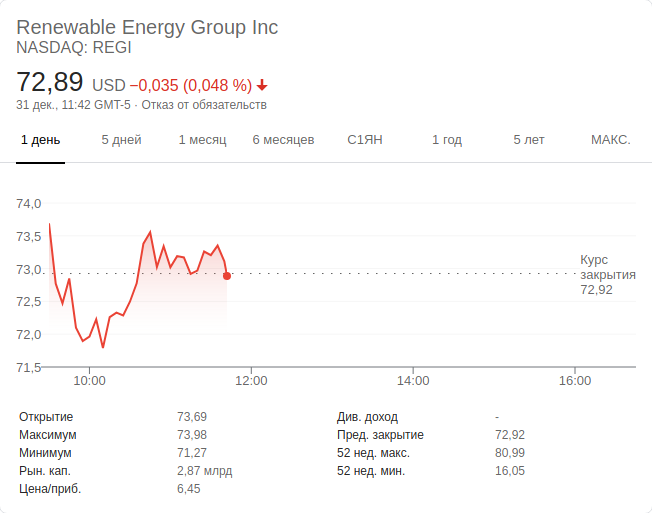 Renewable Energy Group Inc
NASDAQ: REGI
72,89 USD −0,035 (0,048 %)
31 дек., 11:42 GMT-5 · Отказ от обязательств
1 день 5 дней 1 месяц 6 месяцев С1ЯН 1 год 5 лет МАКС.
74,0
73,5
73,0
72,5
72,0
71,5
Курс
закрытия
72,92
10:00 12:00 14:00 16:00
Открытие 73,69
Максимум 73,98
Минимум 71,27
Рын. кап. 2,87 млрд
Цена/приб. 6,45
Див. доход -
Пред. закрытие 72,92
52 нед. макс. 80,99
52 нед. мин. 16,05